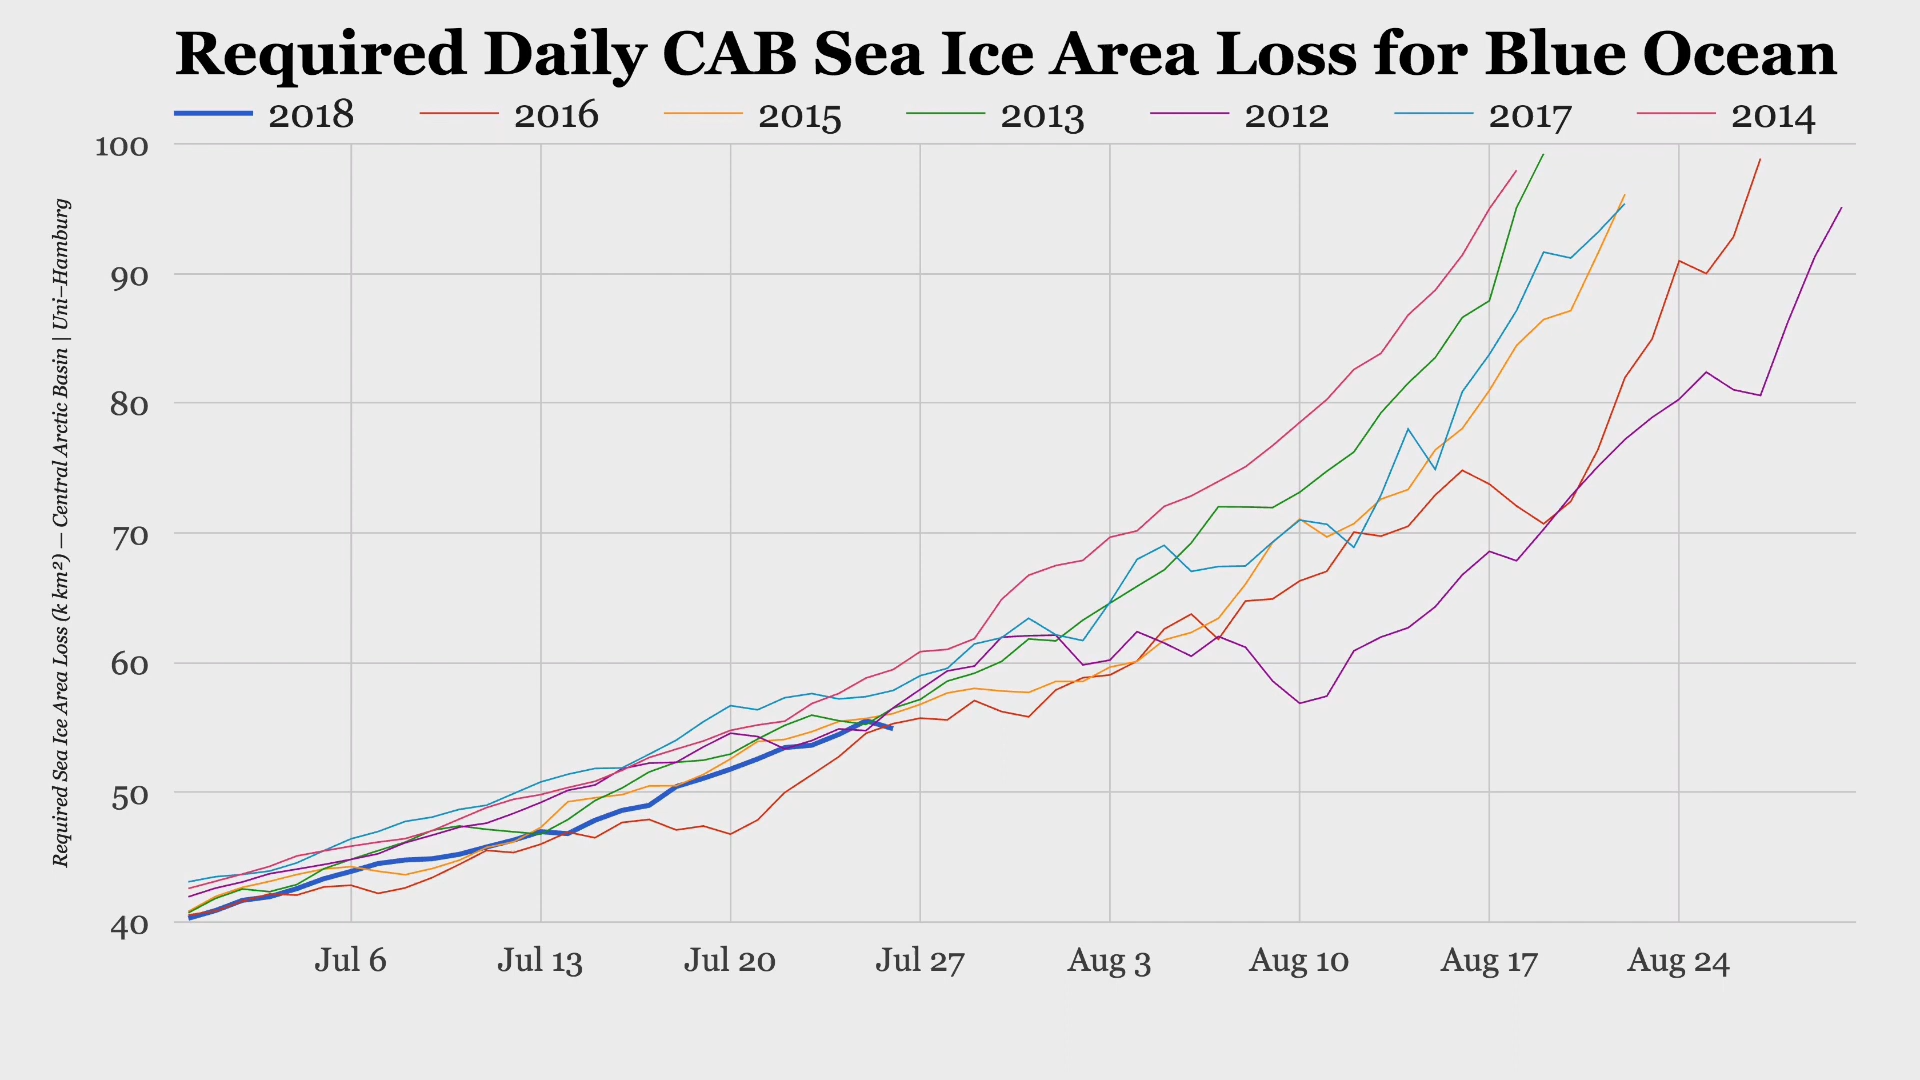 Required Daily CAB Sea Ice Area Loss for Blue Ocean
2018 2016 2015 2013 2012 2017 2014
Required Sea Ice Area Loss (k km²) – Central Arctic Basin | Uni–Hamburg
100
90
80
70
60
50
40
Jul 6 Jul 13 Jul 20 Jul 27 Aug 3 Aug 10 Aug 17 Aug 24